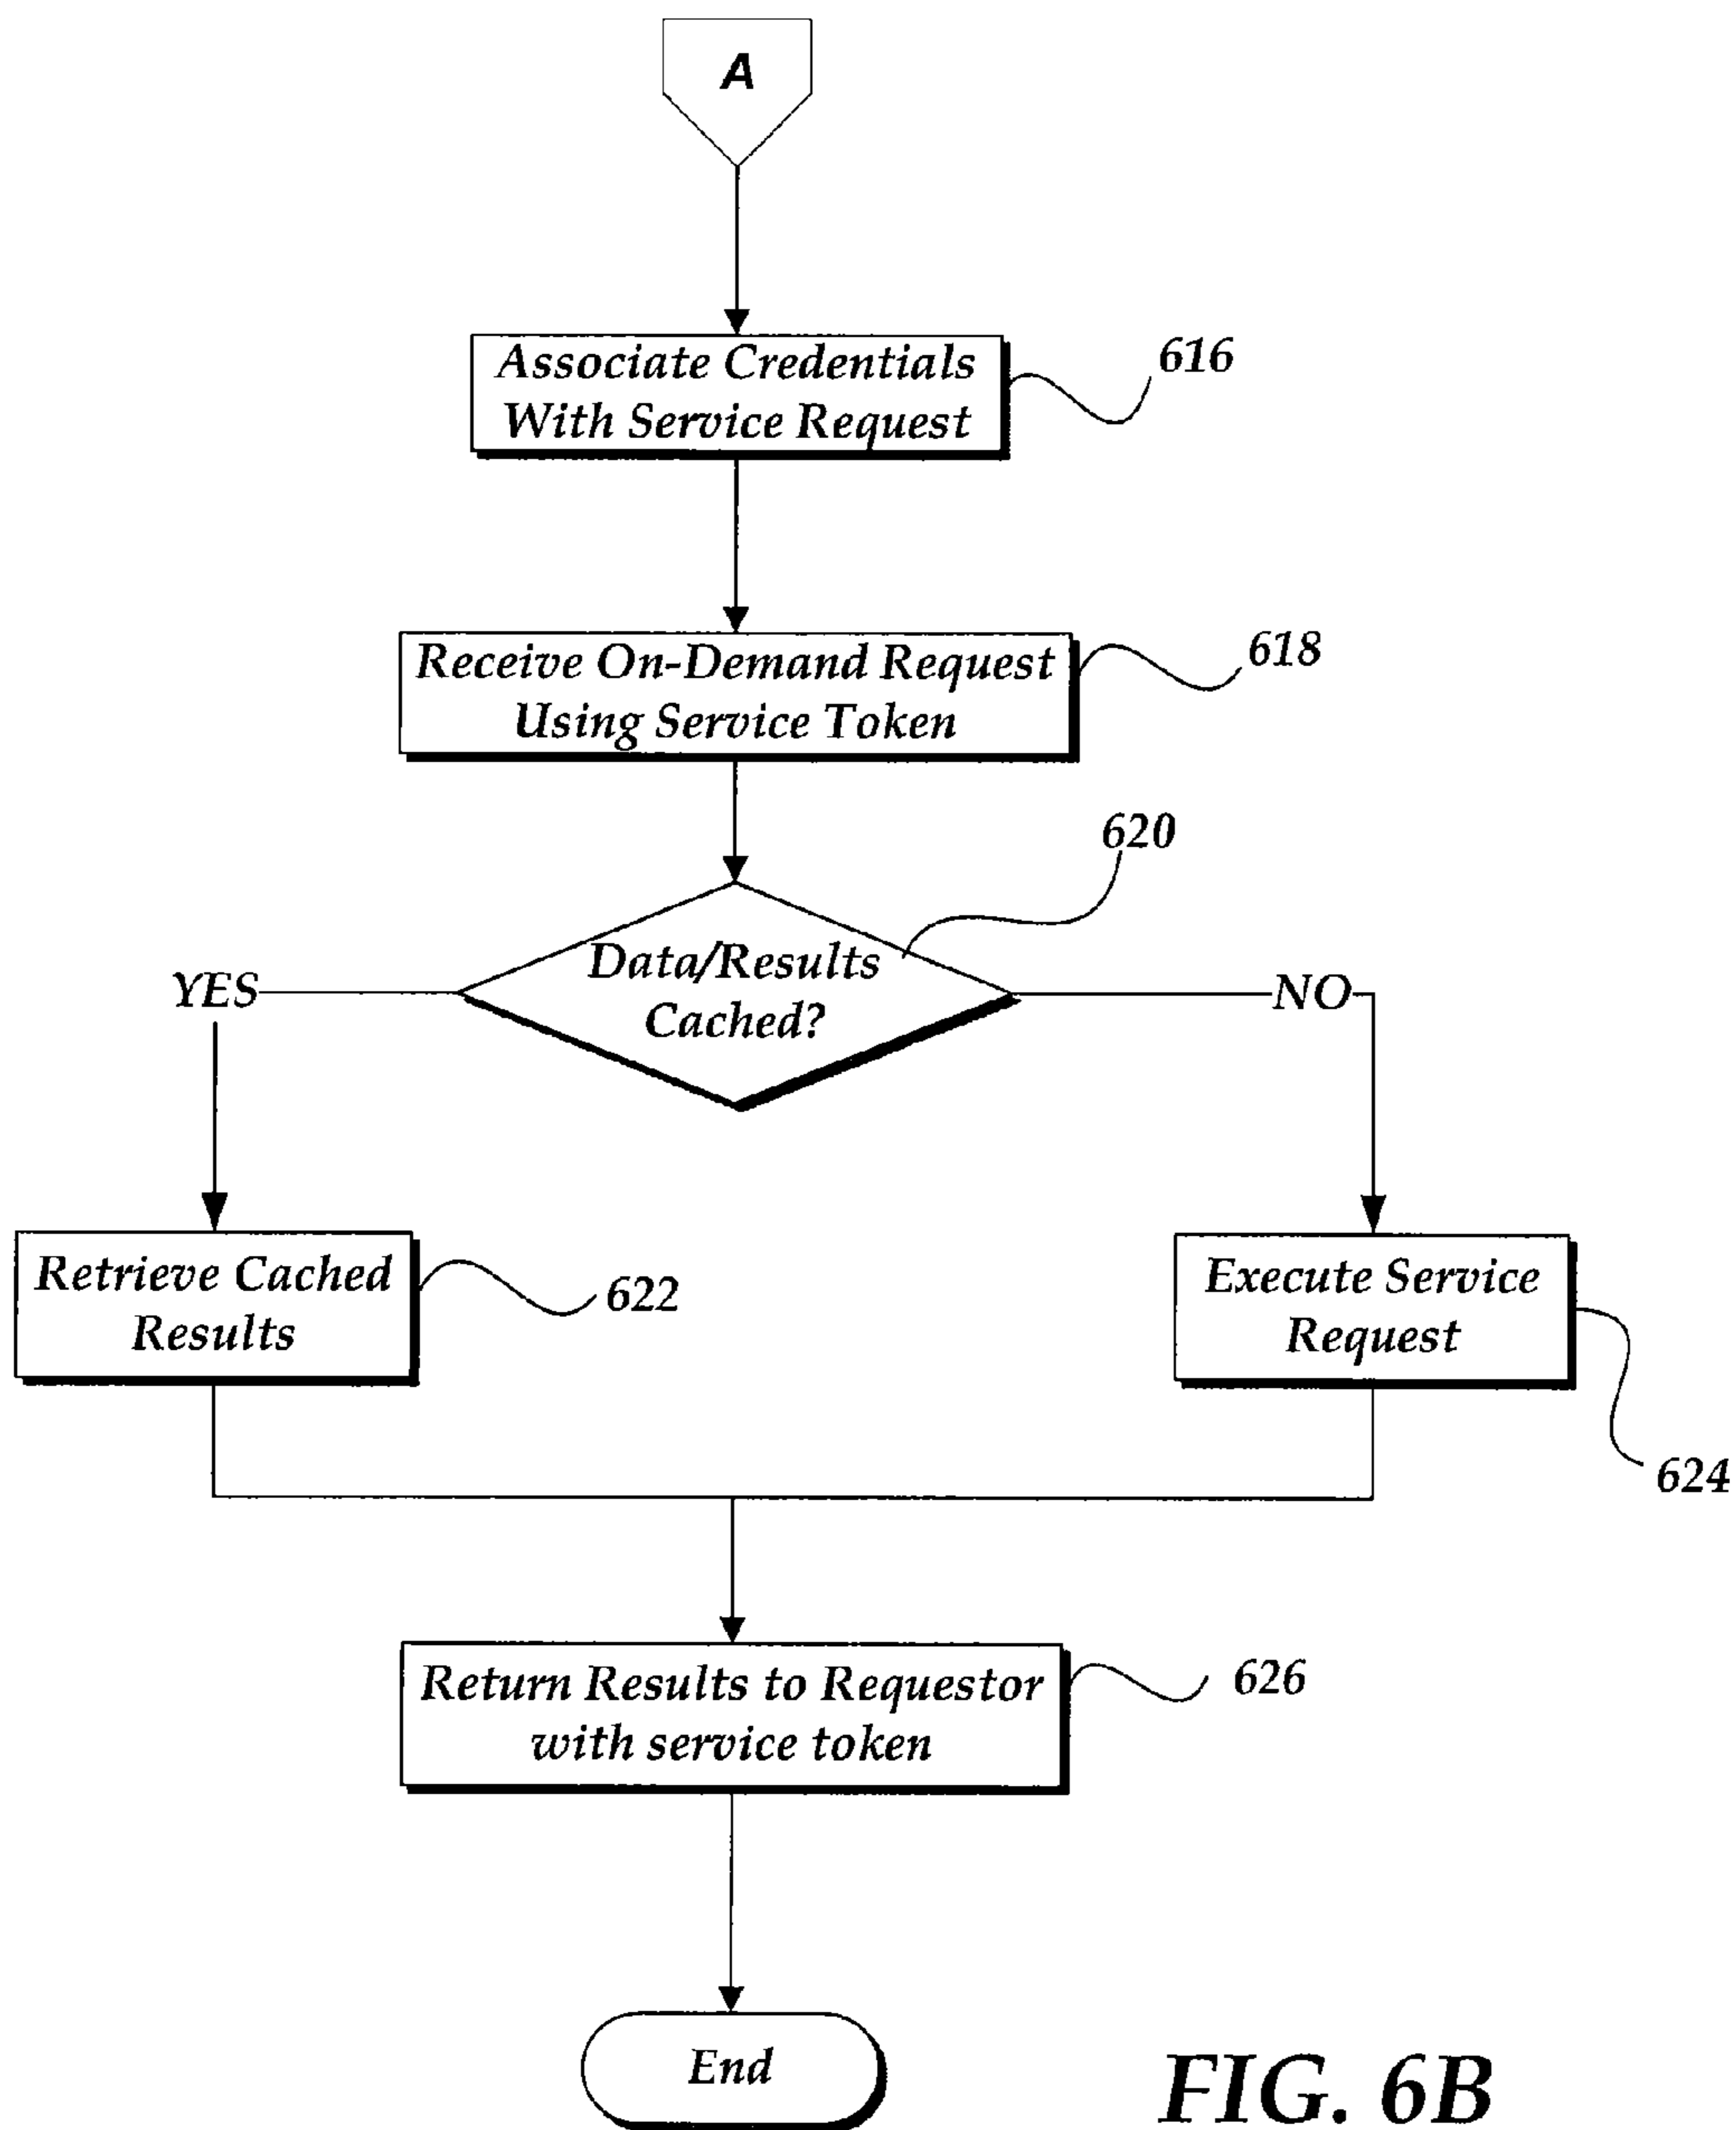 A
Associate Credentials
With Service Request
616
Receive On-Demand Request
Using Service Token
618
620
Data/Results
Cached?
YES
NO
Retrieve Cached
Results
622
Execute Service
Request
624
Return Results to Requestor
with service token
626
End
FIG. 6B